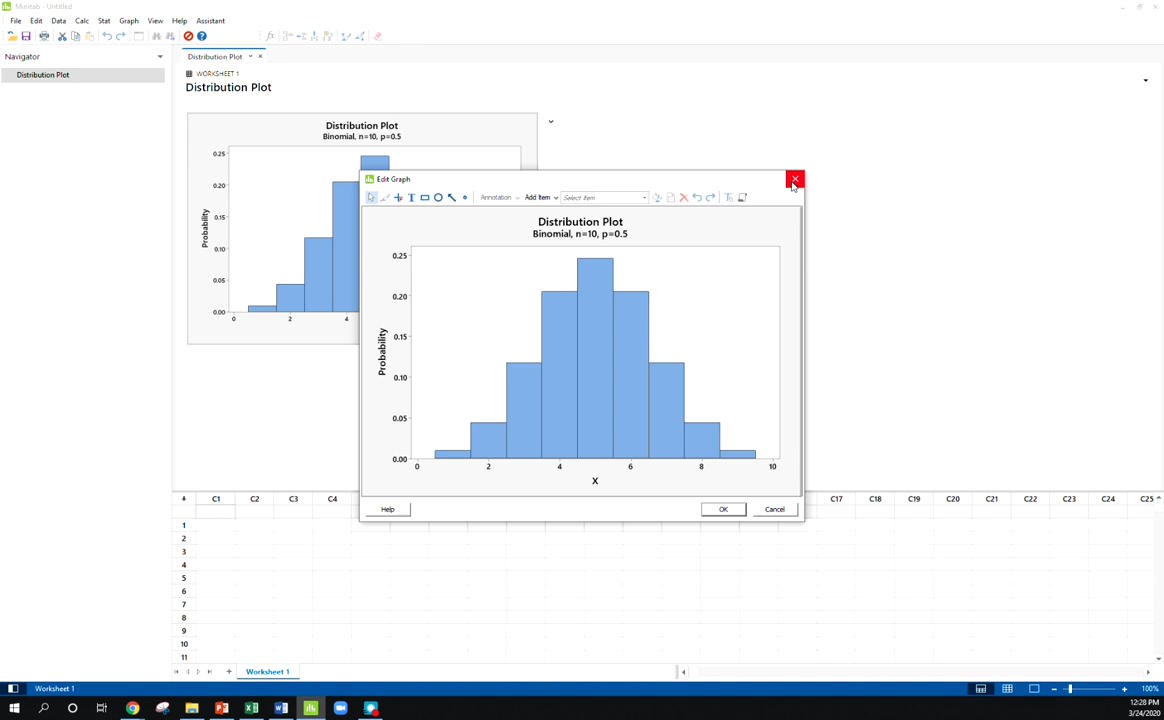 Minitab - Untitled
File Edit Data Calc Stat Graph View Help Assistant
Navigator
Distribution Plot
Distribution Plot
WORKSHEET 1
Distribution Plot
Distribution Plot
Binomial, n=10, p=0.5
0.25
0.20
0.15
0.10
0.05
0.00
Probability
0 2 4
Edit Graph
Annotation Add Item Select Item
Distribution Plot
Binomial, n=10, p=0.5
0.25
0.20
0.15
0.10
0.05
0.00
Probability
0 2 4 6 8 10
X
Help OK Cancel
C1 C2 C3 C4 C17 C18 C19 C20 C21 C22 C23 C24 C25
1
2
3
4
5
6
7
8
9
10
11
Worksheet 1
Worksheet 1
100%
12:28 PM
3/24/2020